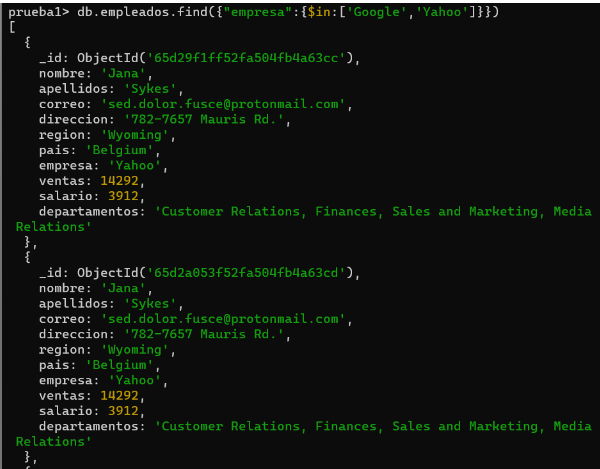 prueba1> db.empleados.find({"empresa":{$in:['Google','Yahoo']}})
[
  {
    _id: ObjectId('65d29f1ff52fa504fb4a63cc'),
    nombre: 'Jana',
    apellidos: 'Sykes',
    correo: 'sed.dolor.fusce@protonmail.com',
    direccion: '782-7657 Mauris Rd.',
    region: 'Wyoming',
    pais: 'Belgium',
    empresa: 'Yahoo',
    ventas: 14292,
    salario: 3912,
    departamentos: 'Customer Relations, Finances, Sales and Marketing, Media
 Relations'
  },
  {
    _id: ObjectId('65d2a053f52fa504fb4a63cd'),
    nombre: 'Jana',
    apellidos: 'Sykes',
    correo: 'sed.dolor.fusce@protonmail.com',
    direccion: '782-7657 Mauris Rd.',
    region: 'Wyoming',
    pais: 'Belgium',
    empresa: 'Yahoo',
    ventas: 14292,
    salario: 3912,
    departamentos: 'Customer Relations, Finances, Sales and Marketing, Media
 Relations'
  },